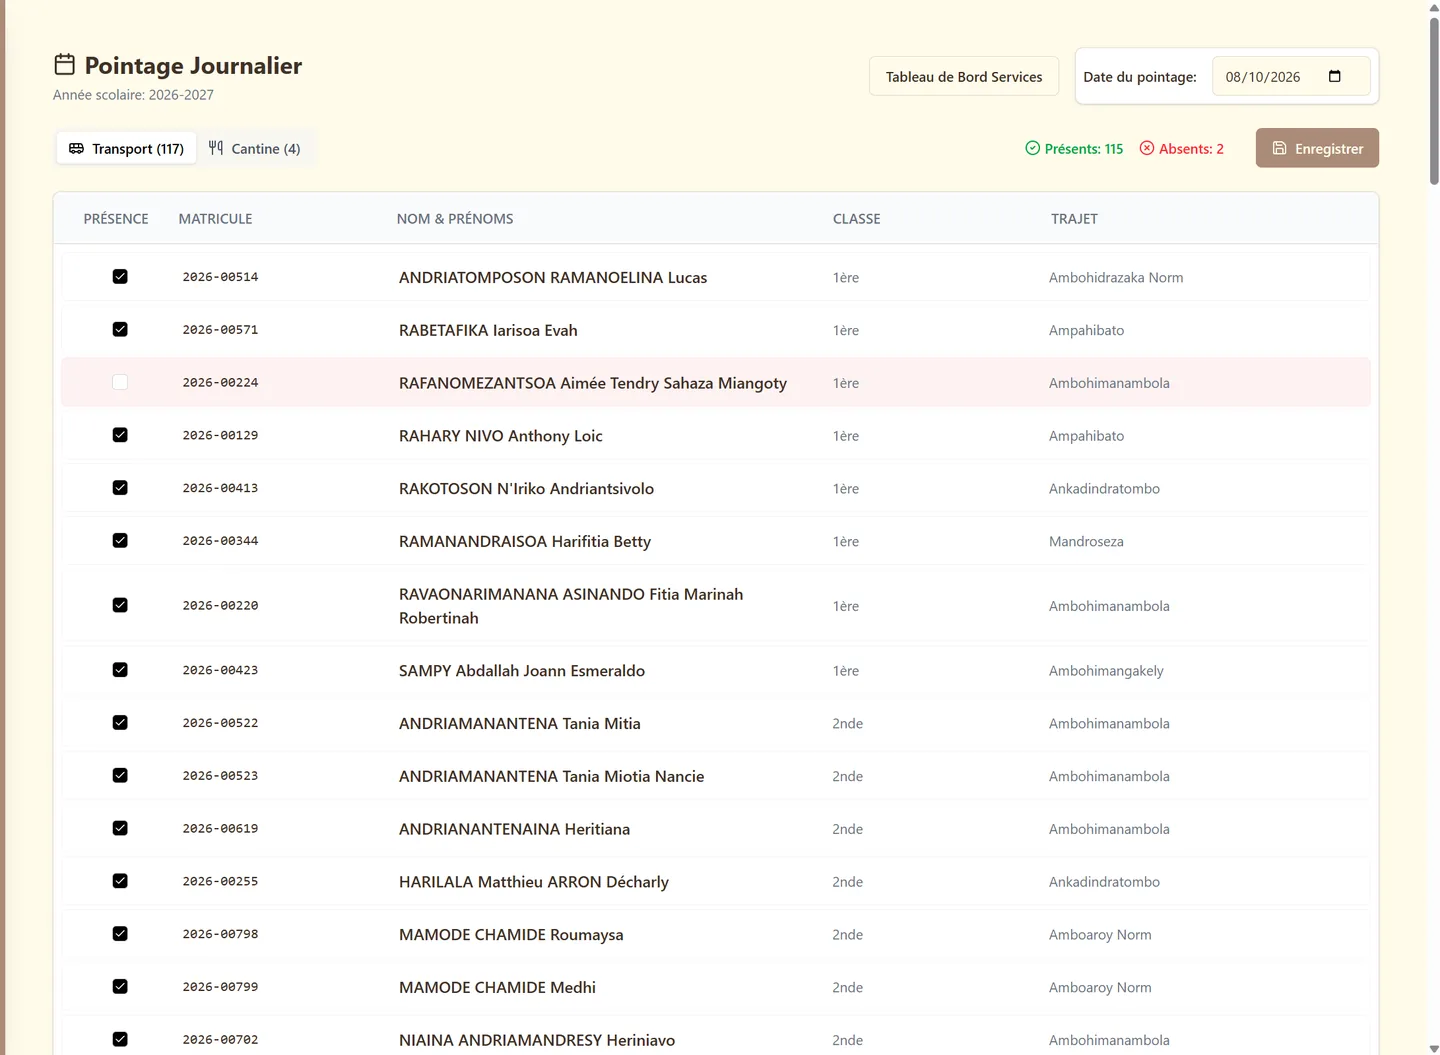 Pointage Journalier
Année scolaire: 2026-2027
Tableau de Bord Services
Date du pointage: 08/10/2026
Transport (117) Cantine (4)
Présents: 115 Absents: 2 Enregistrer
PRÉSENCE MATRICULE NOM & PRÉNOMS CLASSE TRAJET
2026-00514 ANDRIATOMPOSON RAMANOELINA Lucas 1ère Ambohidrazaka Norm
2026-00571 RABETAFIKA Iarisoa Evah 1ère Ampahibato
2026-00224 RAFANOMEZANTSOA Aimée Tendry Sahaza Miangoty 1ère Ambohimanambola
2026-00129 RAHARY NIVO Anthony Loic 1ère Ampahibato
2026-00413 RAKOTOSON N'Iriko Andriantsivolo 1ère Ankadindratombo
2026-00344 RAMANANDRAISOA Harifitia Betty 1ère Mandroseza
2026-00220 RAVAONARIMANANA ASINANDO Fitia Marinah
Robertinah 1ère Ambohimanambola
2026-00423 SAMPY Abdallah Joann Esmeraldo 1ère Ambohimangakely
2026-00522 ANDRIAMANANTENA Tania Mitia 2nde Ambohimanambola
2026-00523 ANDRIAMANANTENA Tania Miotia Nancie 2nde Ambohimanambola
2026-00619 ANDRIANANTENAINA Heritiana 2nde Ambohimanambola
2026-00255 HARILALA Matthieu ARRON Décharly 2nde Ankadindratombo
2026-00798 MAMODE CHAMIDE Roumaysa 2nde Amboaroy Norm
2026-00799 MAMODE CHAMIDE Medhi 2nde Amboaroy Norm
2026-00702 NIAINA ANDRIAMANDRESY Heriniavo 2nde Ambohimanambola